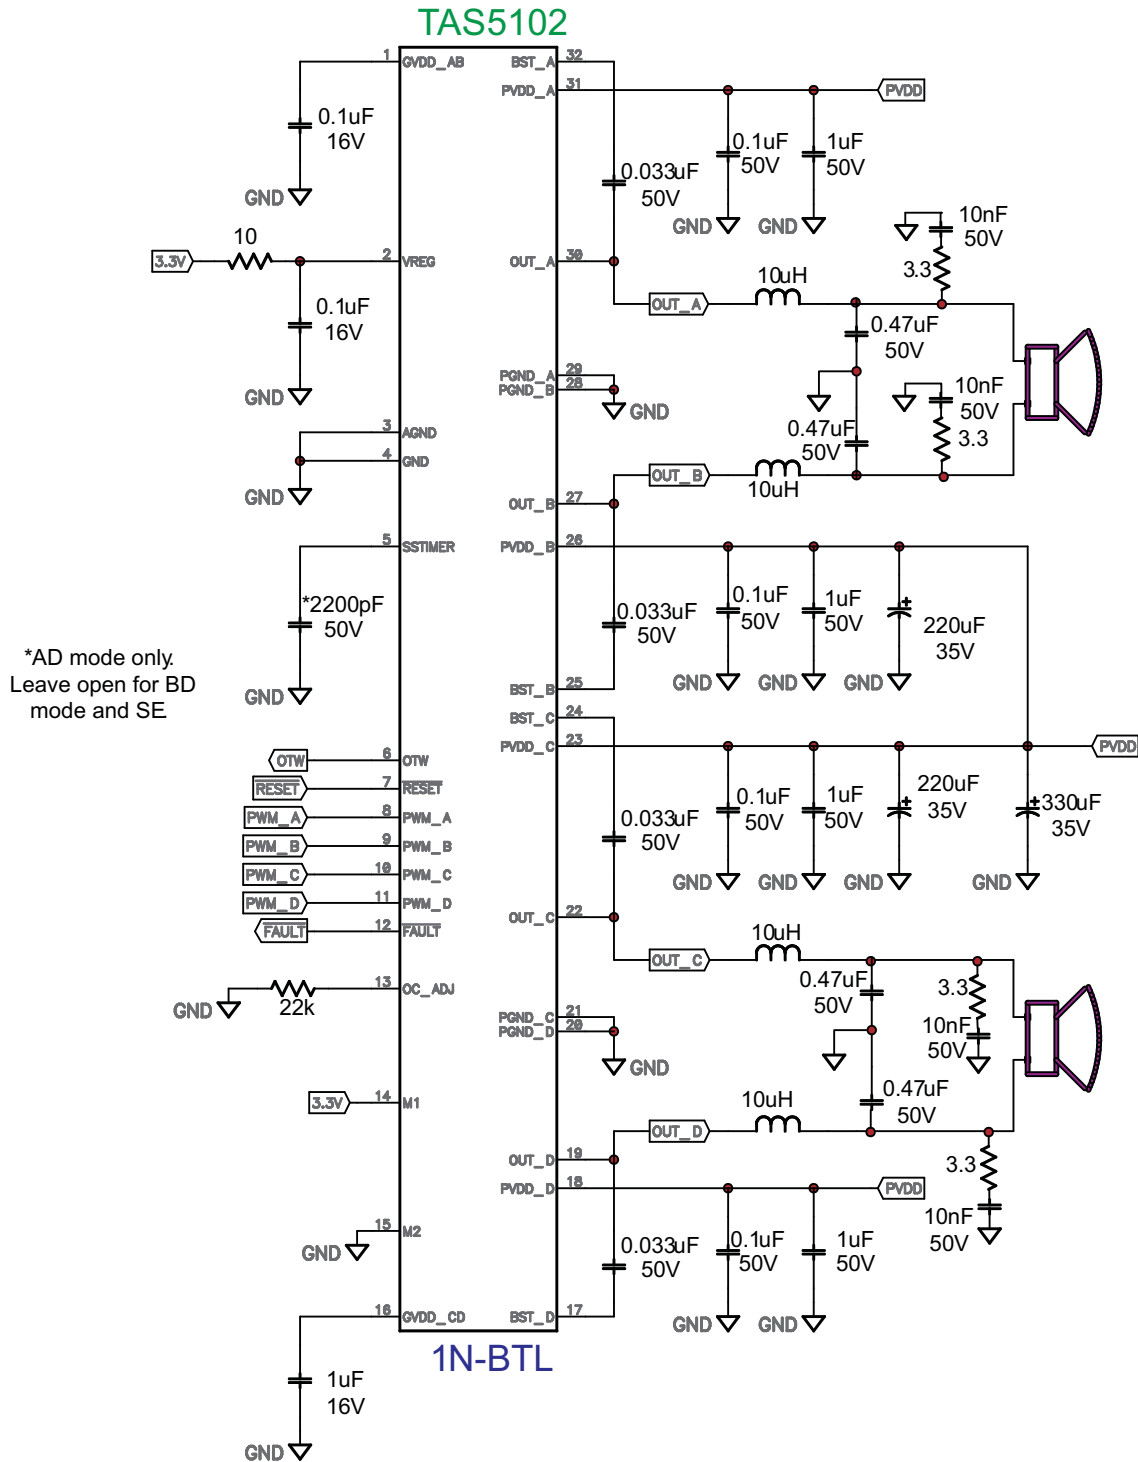 TAS5102
1 GVDD_AB
BST_A 32
PVDD_A 31
PVDD
0.1uF
16V
GND
0.033uF
50V
0.1uF
50V
1uF
50V
GND
GND
10
3.3V
2 VREG
OUT_A 30
0.1uF
16V
GND
OUT_A
10uH
10nF
50V
3.3
0.47uF
50V
PGND_A 29
PGND_B 28
GND
10nF
50V
3.3
0.47uF
50V
3 AGND
4 GND
GND
OUT_B
10uH
OUT_B 27
5 SSTIMER
PVDD_B 26
*2200pF
50V
GND
0.033uF
50V
0.1uF
50V
1uF
50V
220uF
35V
GND
GND
GND
*AD mode only.
Leave open for BD
mode and SE
BST_B 25
BST_C 24
PVDD_C 23
PVDD
OTW
6 OTW
RESET
7 RESET
PWM_A
8 PWM_A
PWM_B
9 PWM_B
PWM_C
10 PWM_C
PWM_D
11 PWM_D
FAULT
12 FAULT
0.033uF
50V
0.1uF
50V
1uF
50V
220uF
35V
330uF
35V
GND
GND
GND
GND
OUT_C 22
OUT_C
10uH
GND
22k
13 OC_ADJ
0.47uF
50V
3.3
10nF
50V
PGND_C 21
PGND_D 20
GND
3.3V
14 M1
0.47uF
50V
OUT_D
10uH
OUT_D 19
PVDD_D 18
PVDD
3.3
10nF
50V
15 M2
GND
0.033uF
50V
0.1uF
50V
1uF
50V
GND
GND
16 GVDD_CD
BST_D 17
1N-BTL
1uF
16V
GND